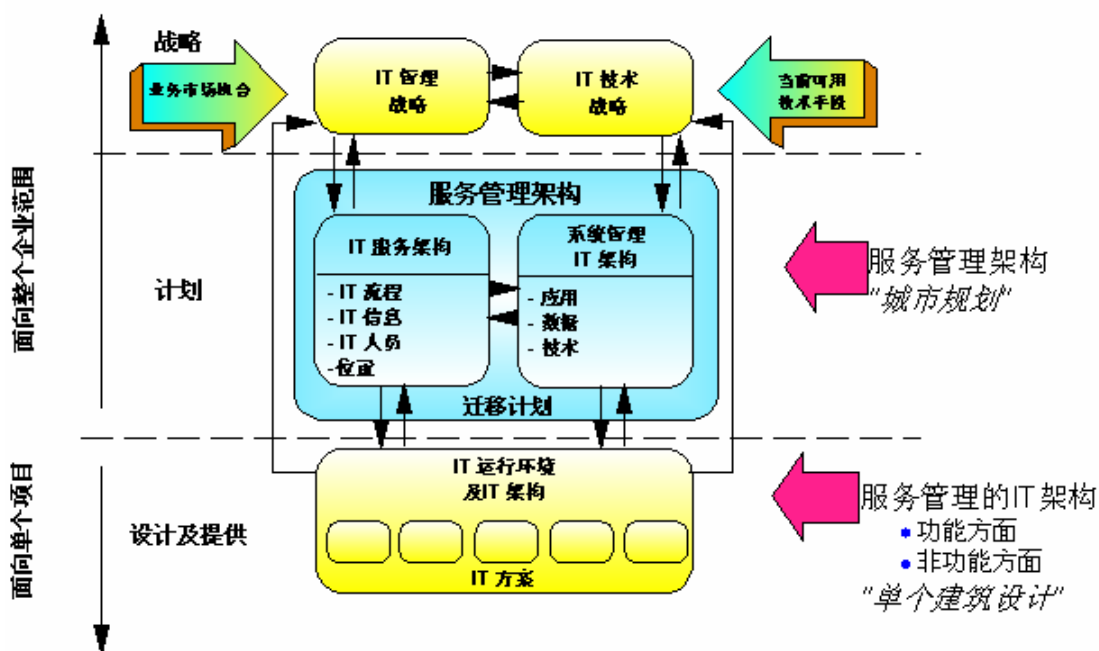 战略
业务市场机会
IT 管理
战略
IT 技术
战略
当前可用
技术手段
面向整个企业范围
计划
服务管理架构
IT 服务架构
- IT 流程
- IT 信息
- IT 人员
-位置
系统管理
IT 架构
- 应用
- 数据
- 技术
迁移计划
服务管理架构
"城市规划"
面向单个项目
设计及提供
IT 运行环境
及IT 架构
IT 方案
服务管理的IT架构
• 功能方面
• 非功能方面
"单个建筑设计"